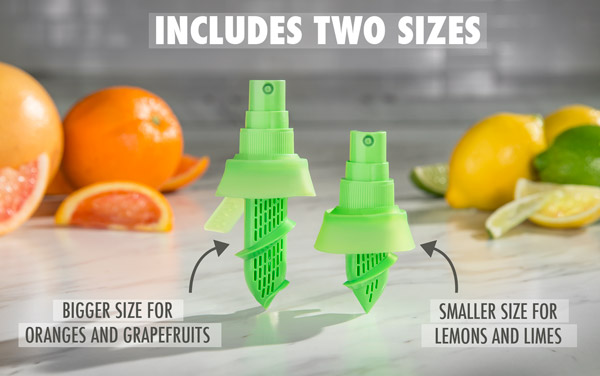 INCLUDES TWO SIZES
BIGGER SIZE FOR
ORANGES AND GRAPEFRUITS
SMALLER SIZE FOR
LEMONS AND LIMES